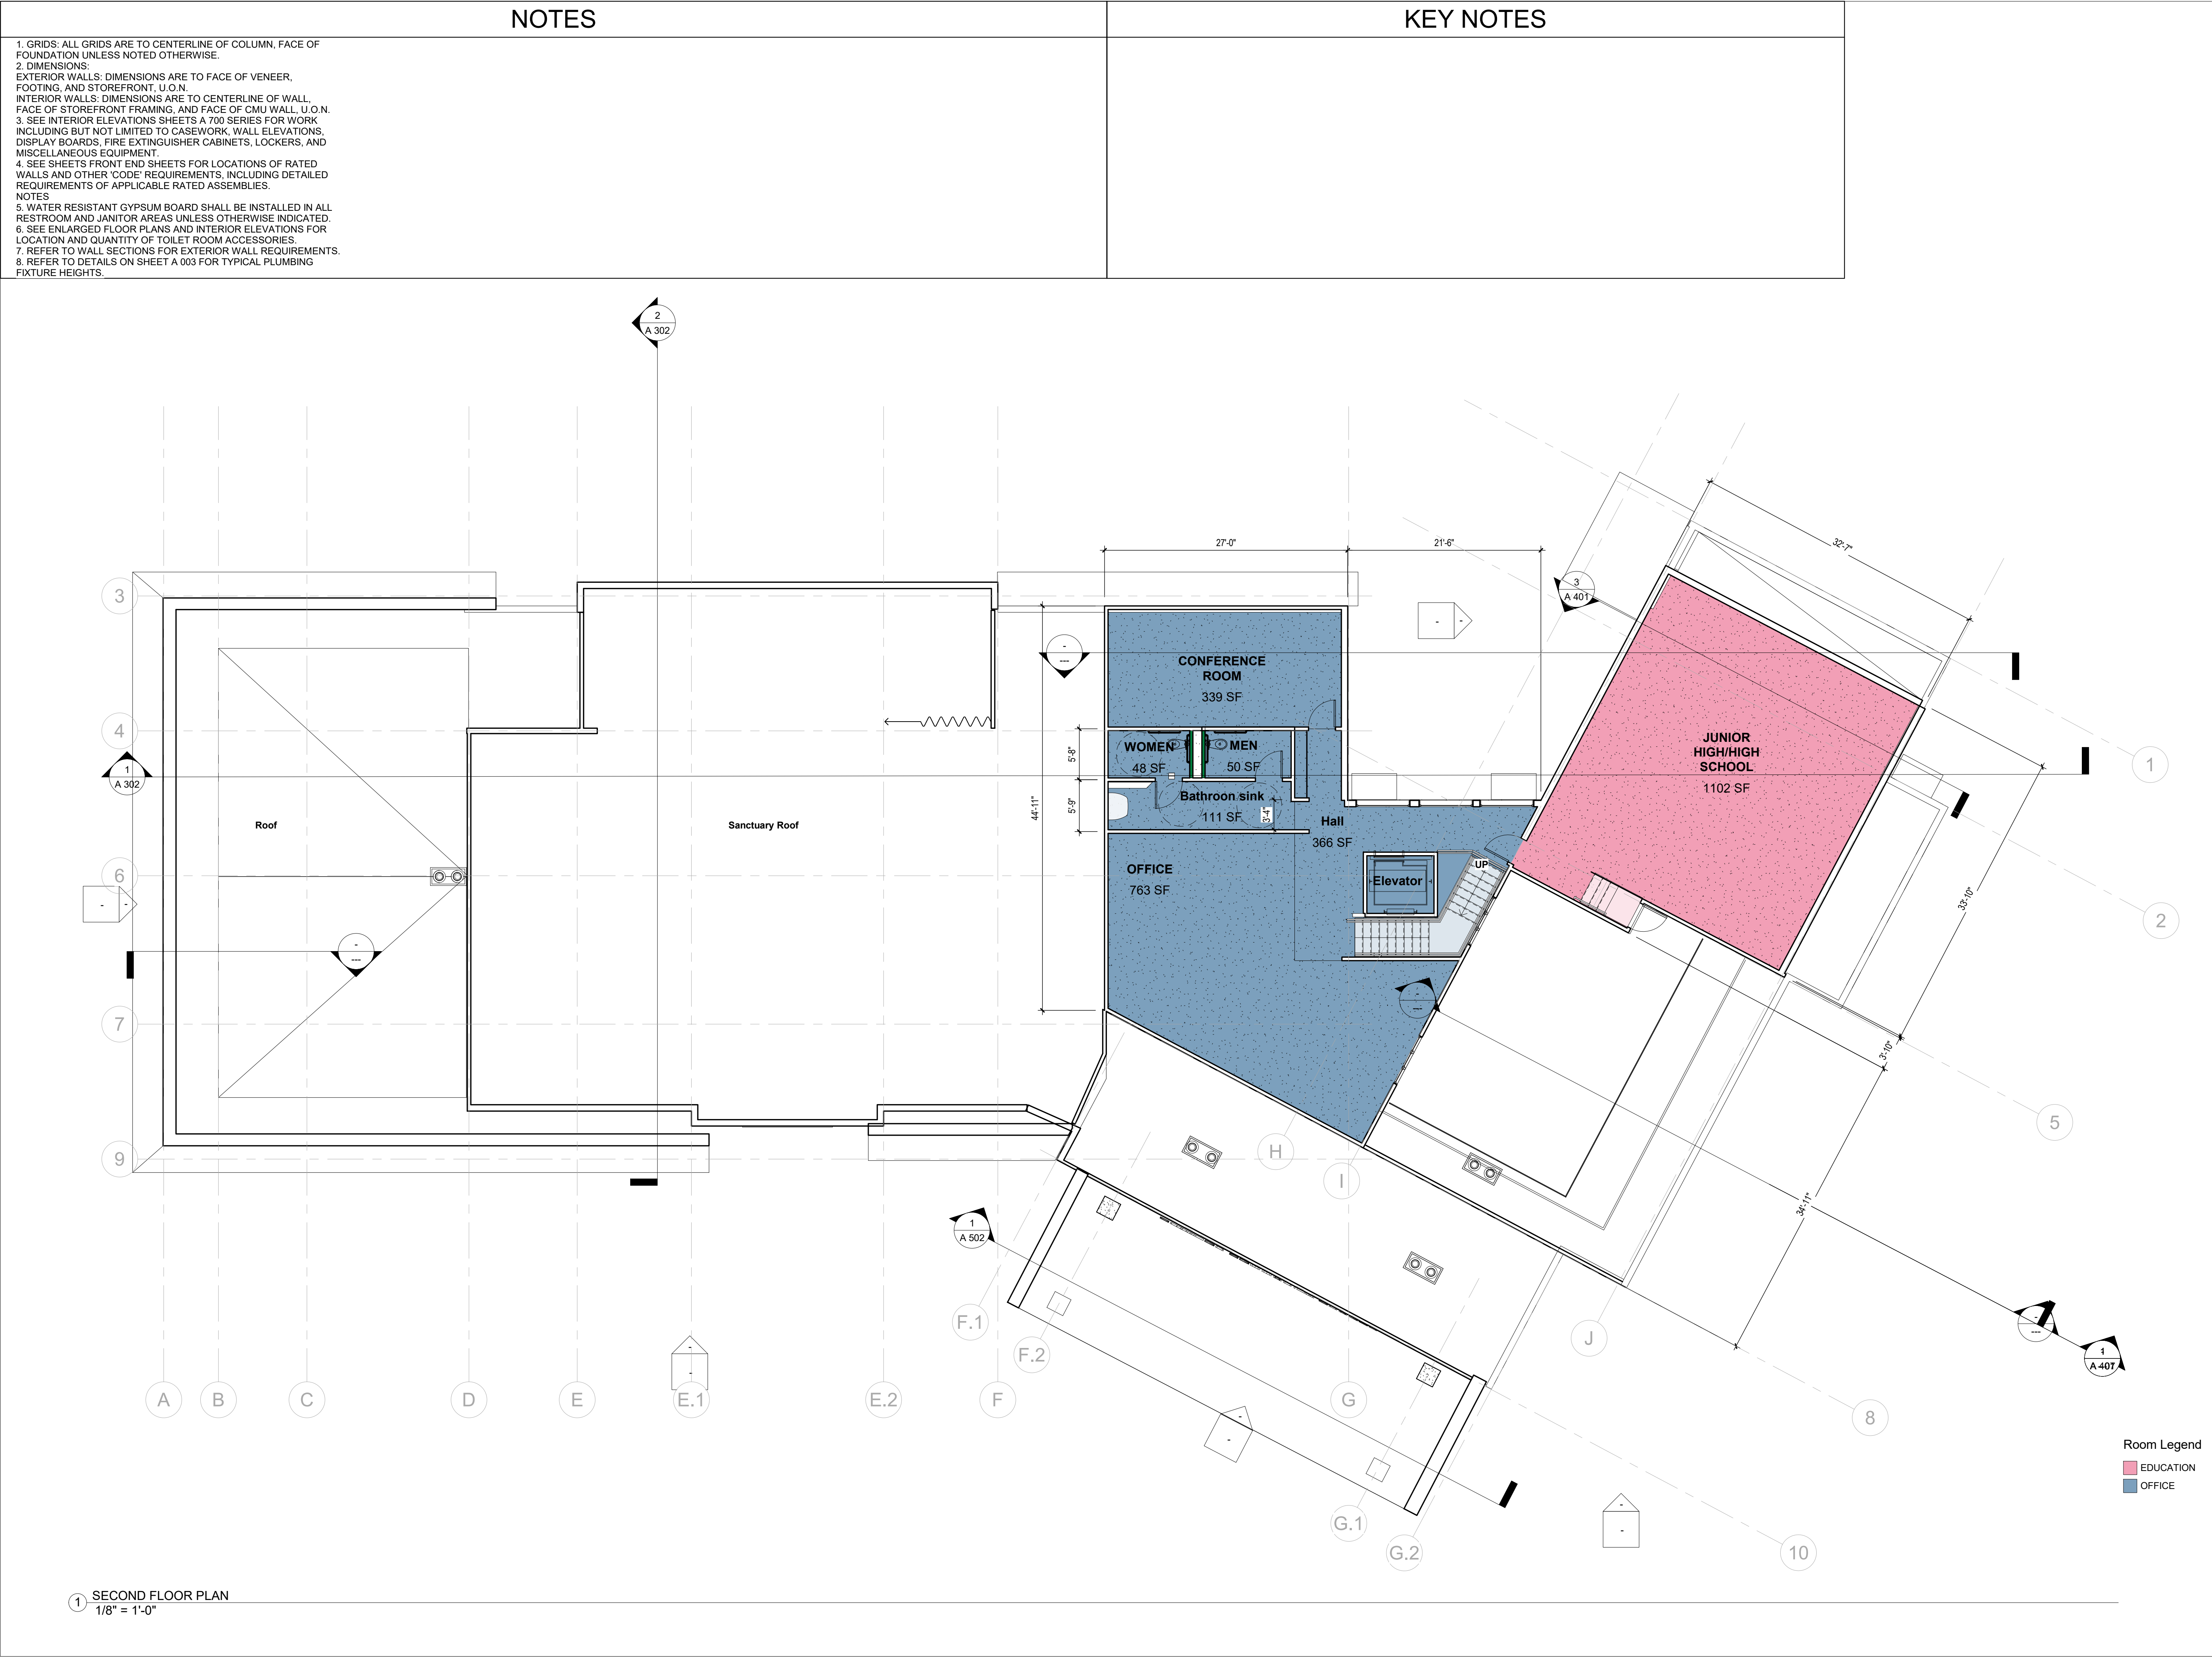 NOTES
KEY NOTES
1. GRIDS: ALL GRIDS ARE TO CENTERLINE OF COLUMN, FACE OF
FOUNDATION UNLESS NOTED OTHERWISE.
2. DIMENSIONS:
EXTERIOR WALLS: DIMENSIONS ARE TO FACE OF VENEER,
FOOTING, AND STOREFRONT, U.O.N.
INTERIOR WALLS: DIMENSIONS ARE TO CENTERLINE OF WALL,
FACE OF STOREFRONT FRAMING, AND FACE OF CMU WALL, U.O.N.
3. SEE INTERIOR ELEVATIONS SHEETS A 700 SERIES FOR WORK
INCLUDING BUT NOT LIMITED TO CASEWORK, WALL ELEVATIONS,
DISPLAY BOARDS, FIRE EXTINGUISHER CABINETS, LOCKERS, AND
MISCELLANEOUS EQUIPMENT.
4. SEE SHEETS FRONT END SHEETS FOR LOCATIONS OF RATED
WALLS AND OTHER 'CODE' REQUIREMENTS, INCLUDING DETAILED
REQUIREMENTS OF APPLICABLE RATED ASSEMBLIES.
NOTES
5. WATER RESISTANT GYPSUM BOARD SHALL BE INSTALLED IN ALL
RESTROOM AND JANITOR AREAS UNLESS OTHERWISE INDICATED.
6. SEE ENLARGED FLOOR PLANS AND INTERIOR ELEVATIONS FOR
LOCATION AND QUANTITY OF TOILET ROOM ACCESSORIES.
7. REFER TO WALL SECTIONS FOR EXTERIOR WALL REQUIREMENTS.
8. REFER TO DETAILS ON SHEET A 003 FOR TYPICAL PLUMBING
FIXTURE HEIGHTS.
2
A 302
27'-0"
21'-6"
32'-7"
3
A 401
3
-
---
-
-
CONFERENCE
ROOM
339 SF
4
WOMEN
48 SF
MEN
50 SF
5'-8"
JUNIOR
HIGH/HIGH
SCHOOL
1102 SF
1
1
A 302
Bathroon sink
111 SF
3'-4"
5'-9"
44'-11"
Roof
Sanctuary Roof
Hall
366 SF
UP
6
OFFICE
763 SF
Elevator
-
-
33'-10"
2
-
---
-
---
7
3'-10"
5
9
H
I
34'-11"
1
A 502
F.1
F.2
J
-
---
1
A 401
-
-
A
B
C
D
E
E.1
E.2
F
G
8
-
-
Room Legend
EDUCATION
OFFICE
G.1
G.2
-
-
10
1
SECOND FLOOR PLAN
1/8" = 1'-0"